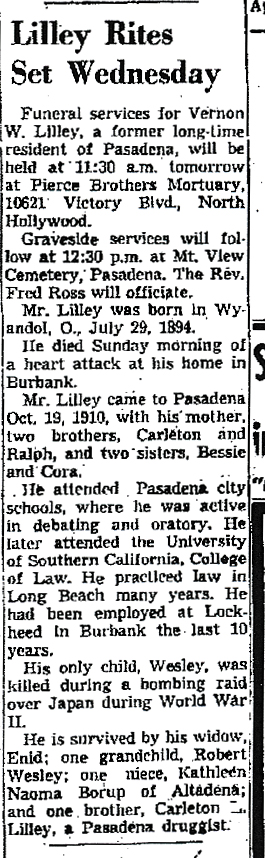 Lilley Rites
Set Wednesday
Funeral services for Vernon
W. Lilley, a former long-time
resident of Pasadena, will be
held at 11:30 a.m. tomorrow
at Pierce Brothers Mortuary,
10621 Victory Blvd., North
Hollywood.
Graveside services will fol-
low at 12:30 p.m. at Mt. View
Cemetery, Pasadena. The Rev.
Fred Ross will officiate.
Mr. Lilley was born in Wy-
andol, O., July 29, 1894.
He died Sunday morning of
a heart attack at his home in
Burbank.
Mr. Lilley came to Pasadena
Oct. 19, 1910, with his mother,
two brothers, Carleton and
Ralph, and two sisters, Bessie
and Cora.
He attended Pasadena city
schools, where he was active
in debating and oratory. He
later attended the University
of Southern California, College
of Law. He practiced law in
Long Beach many years. He
had been employed at Lock-
heed in Burbank the last 10
years.
His only child, Wesley, was
killed during a bombing raid
over Japan during World War
II.
He is survived by his widow,
Enid; one grandchild, Robert
Wesley; one niece, Kathleen
Naoma Borup of Altadena;
and one brother, Carleton L.
Lilley, a Pasadena druggist.